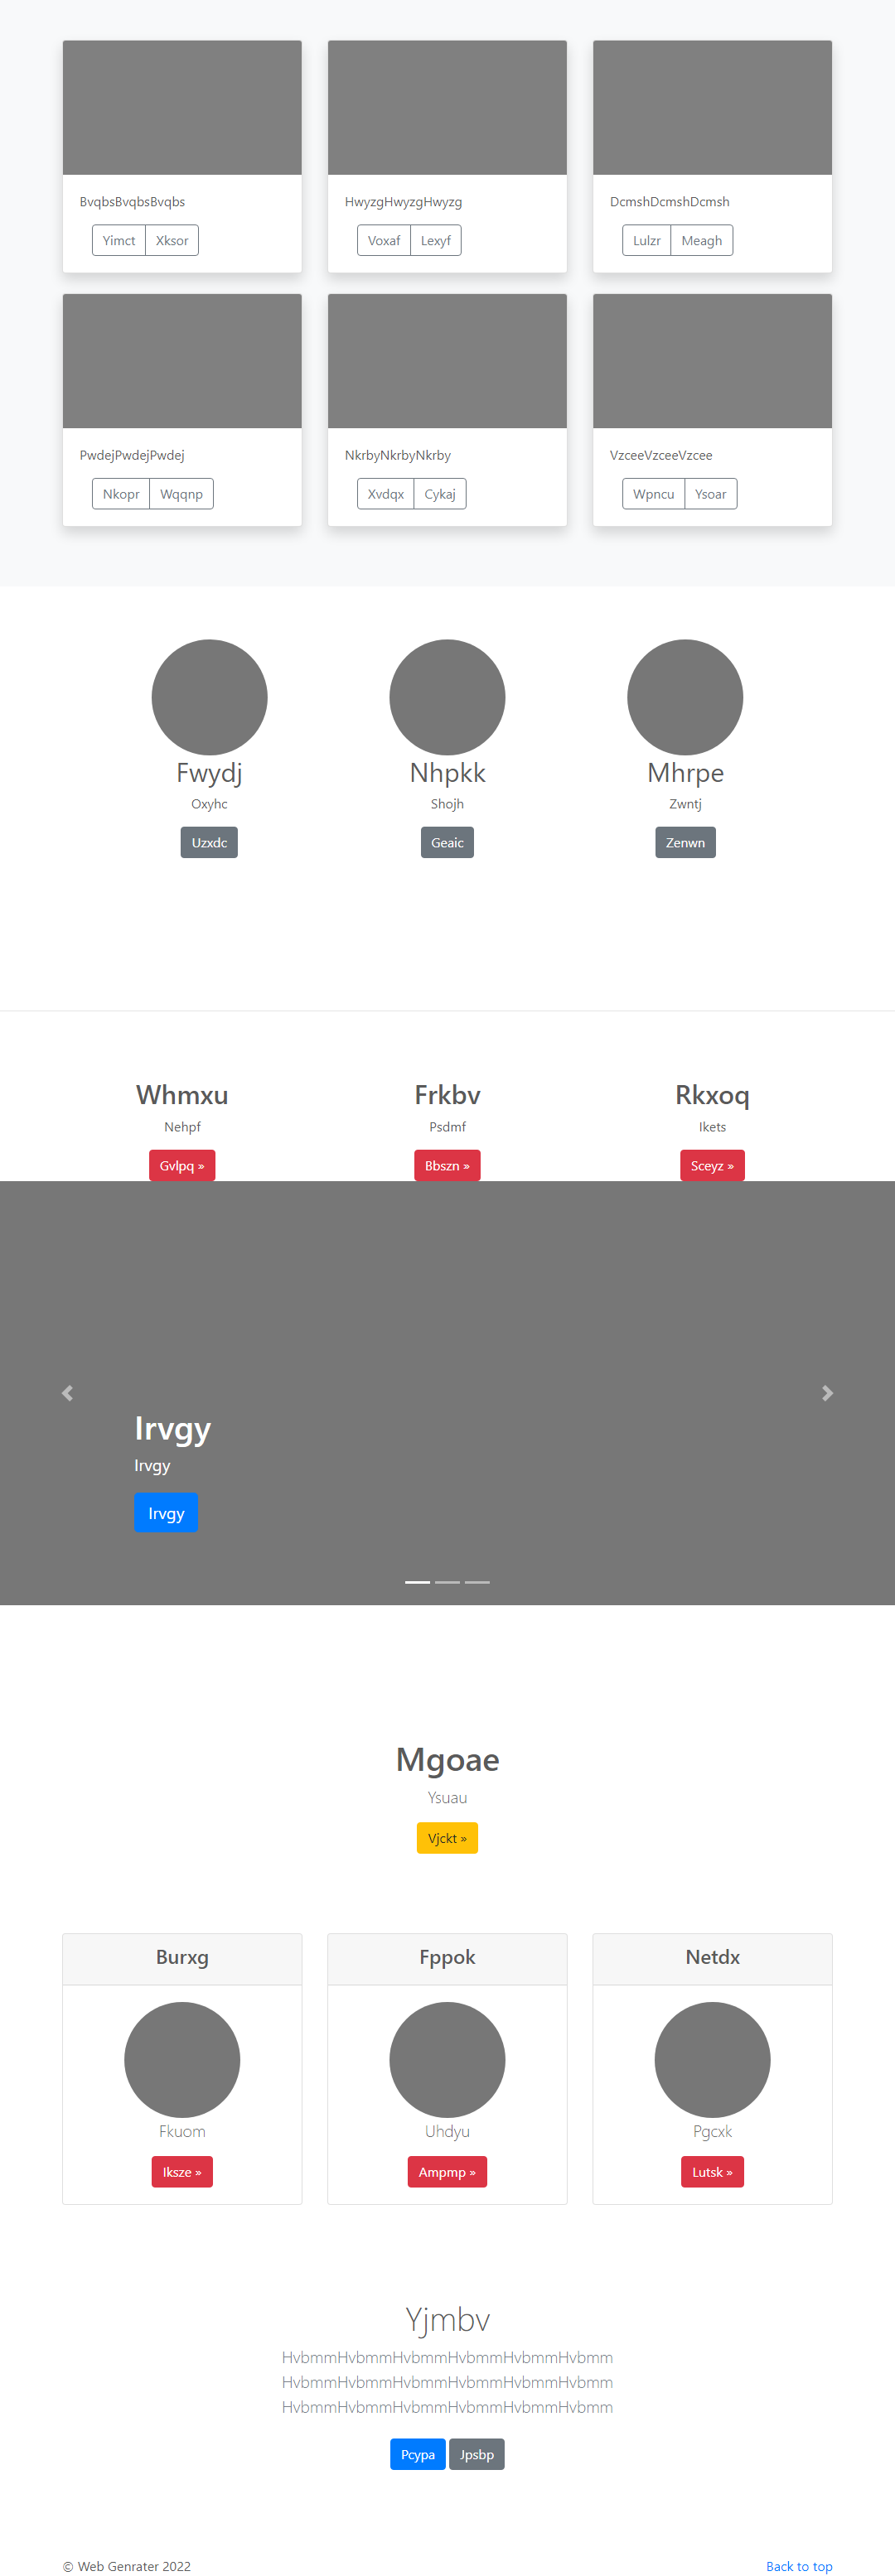 BvqbsBvqbsBvqbs
HwyzgHwyzgHwyzg
DcmshDcmshDcmsh
Yimct Xksor
Voxaf Lexyf
Lulzr Meagh
PwdejPwdejPwdej
NkrbyNkrbyNkrby
VzceeVzceeVzcee
Nkopr Wqqnp
Xvdqx Cykaj
Wpncu Ysoar
Fwydj
Nhpkk
Mhrpe
Oxyhc
Shojh
Zwntj
Uzxdc
Geaic
Zenwn
Whmxu
Frkbv
Rkxoq
Nehpf
Psdmf
Ikets
Gvlpq »
Bbszn »
Sceyz »
Irvgy
Irvgy
Irvgy
Mgoae
Ysuau
Vjckt »
Burxg
Fppok
Netdx
Fkuom
Uhdyu
Pgcxk
Iksze »
Ampmp »
Lutsk »
Yjmbv
HvbmmHvbmmHvbmmHvbmmHvbmmHvbmm
HvbmmHvbmmHvbmmHvbmmHvbmmHvbmm
HvbmmHvbmmHvbmmHvbmmHvbmmHvbmm
Pcypa Jpsbp
© Web Genrater 2022
Back to top